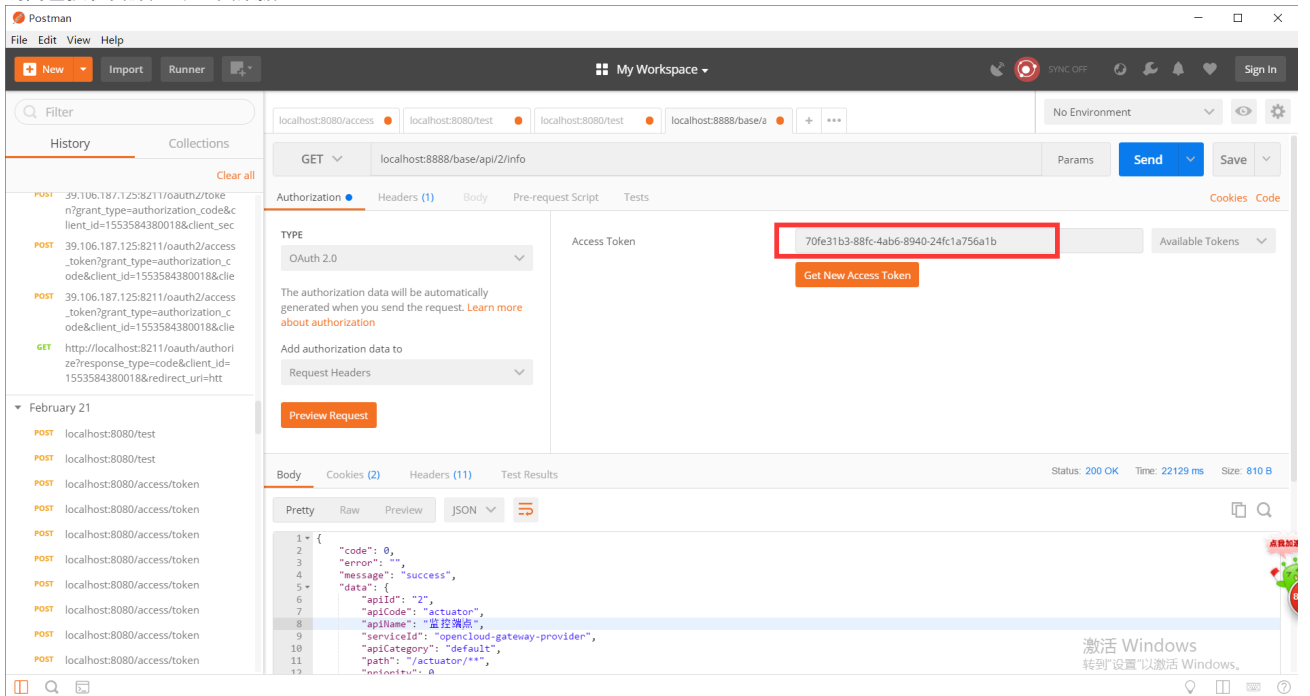 Postman
File Edit View Help
New Import Runner My Workspace SYNC OFF Sign In
Filter
History Collections
Clear all
POST 39.106.187.125:8211/oauth2/toke
n?grant_type=authorization_code&c
lient_id=1553584380018&client_sec
POST 39.106.187.125:8211/oauth2/access
_token?grant_type=authorization_c
ode&client_id=1553584380018&clie
POST 39.106.187.125:8211/oauth2/access
_token?grant_type=authorization_c
ode&client_id=1553584380018&clie
GET http://localhost:8211/oauth/authori
ze?response_type=code&client_id=
1553584380018&redirect_uri=htt
February 21
POST localhost:8080/test
POST localhost:8080/test
POST localhost:8080/access/token
POST localhost:8080/access/token
POST localhost:8080/access/token
POST localhost:8080/access/token
POST localhost:8080/access/token
POST localhost:8080/access/token
POST localhost:8080/access/token
POST localhost:8080/access/token
localhost:8080/access localhost:8080/test localhost:8080/test localhost:8888/base/a + •••
No Environment
GET localhost:8888/base/api/2/info Params Send Save
Authorization Headers (1) Body Pre-request Script Tests Cookies Code
TYPE
OAuth 2.0
The authorization data will be automatically
generated when you send the request. Learn more
about authorization
Add authorization data to
Request Headers
Preview Request
Access Token 70fe31b3-88fc-4ab6-8940-24fc1a756a1b Available Tokens
Get New Access Token
Body Cookies (2) Headers (11) Test Results Status: 200 OK Time: 22129 ms Size: 810 B
Pretty Raw Preview JSON
1 {
2 "code": 0,
3 "error": "",
4 "message": "success",
5 "data": {
6 "apiId": "2",
7 "apiCode": "actuator",
8 "apiName": "监控端点",
9 "serviceId": "opencloud-gateway-provider",
10 "apiCategory": "default",
11 "path": "/actuator/**",
12 "priority": 0,
点我加速
激活 Windows
转到"设置"以激活 Windows。